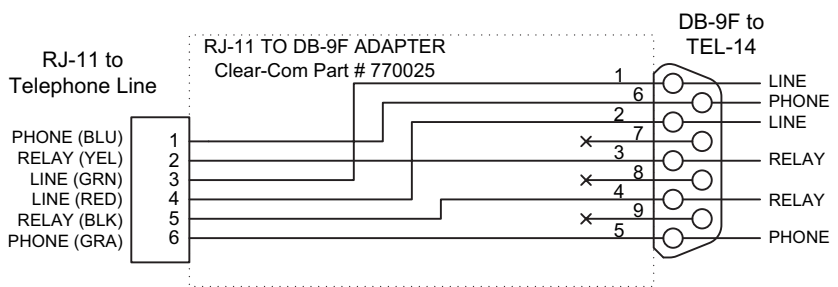 DB-9F to
TEL-14
RJ-11 TO DB-9F ADAPTER
Clear-Com Part # 770025
RJ-11 to
Telephone Line
PHONE (BLU) 1
RELAY (YEL) 2
LINE (GRN) 3
LINE (RED) 4
RELAY (BLK) 5
PHONE (GRA) 6
1 LINE
6 PHONE
2 LINE
7
3 RELAY
8
4 RELAY
9
5 PHONE